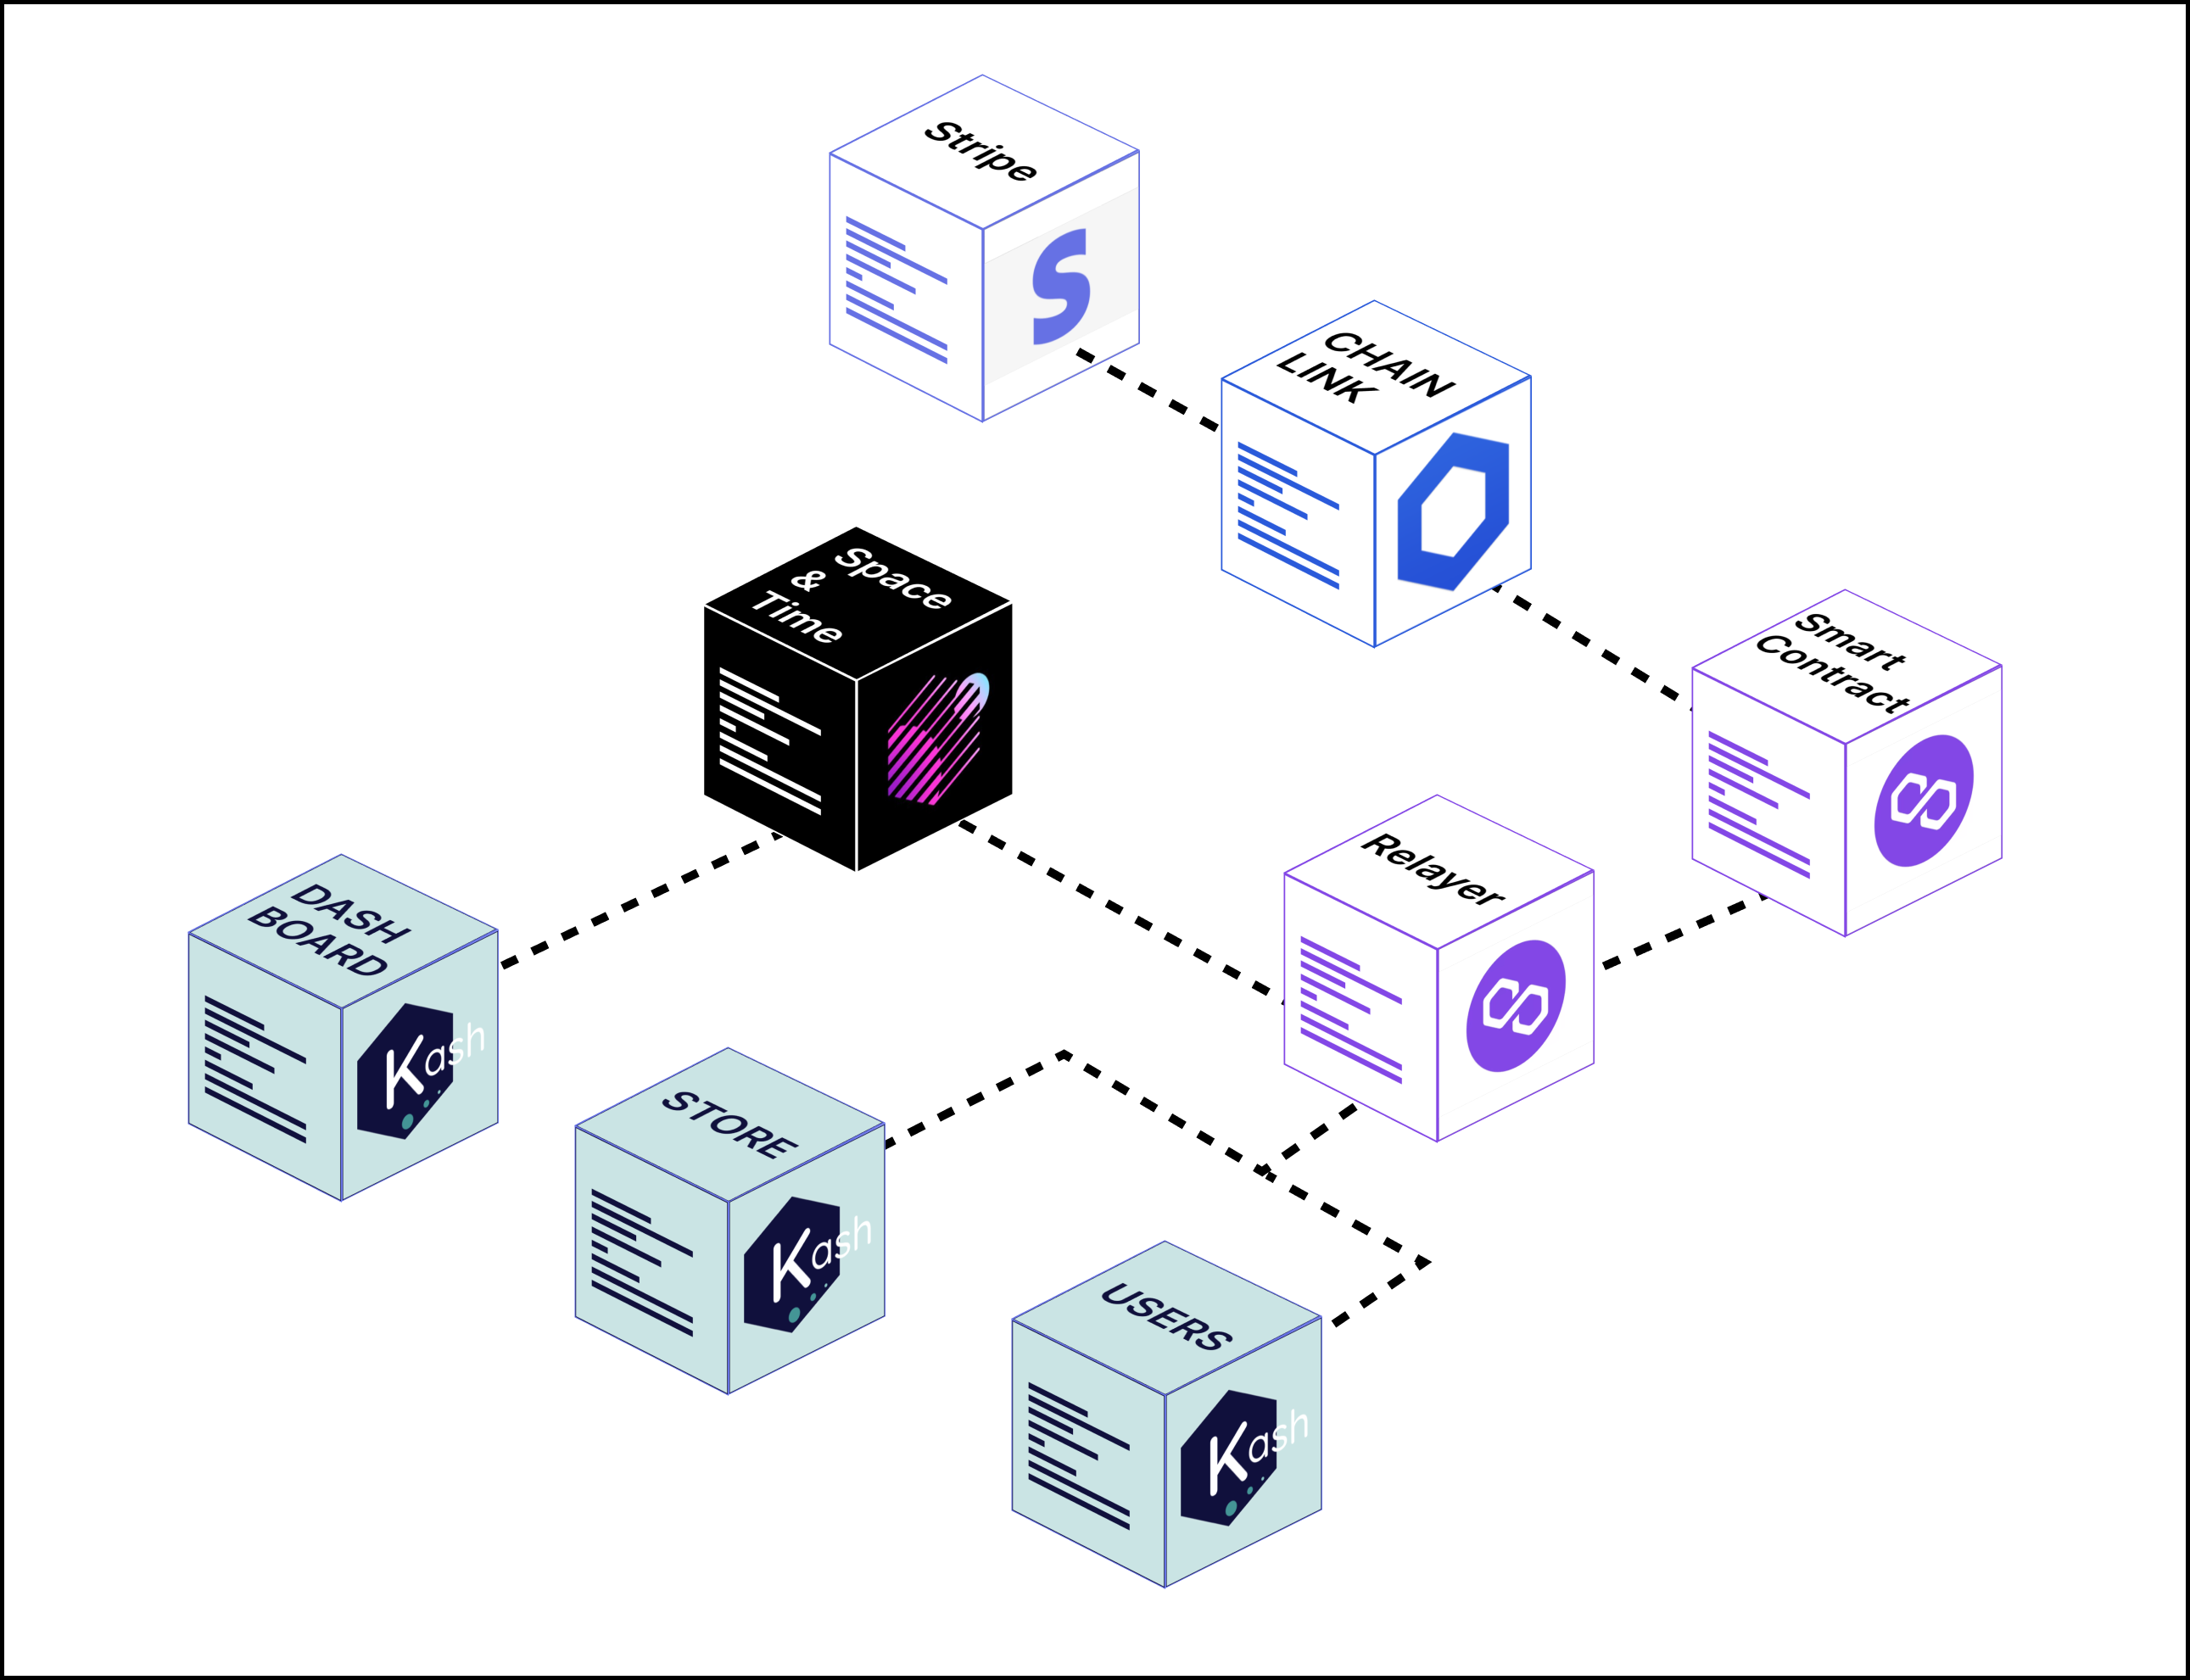 Stripe
S
CHAIN
LINK
Space
&
Time
Smart
Contract
Relayer
DASH
BOARD
Kash
STORE
Kash
USERS
Kash